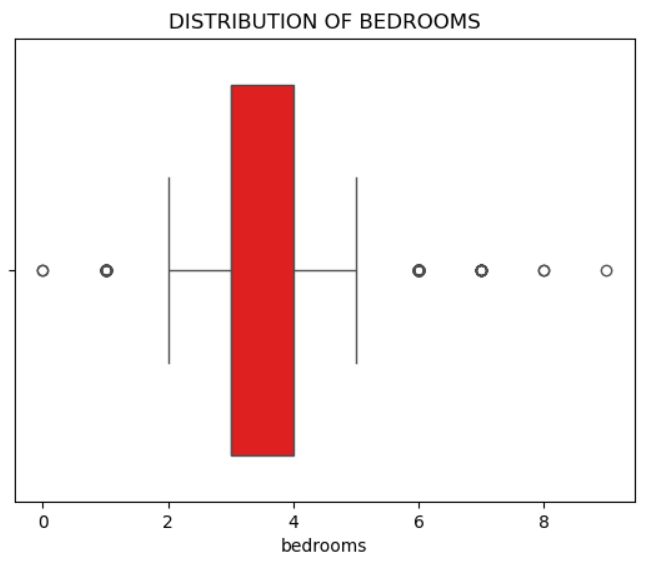 DISTRIBUTION OF BEDROOMS
0 2 4 6 8
bedrooms